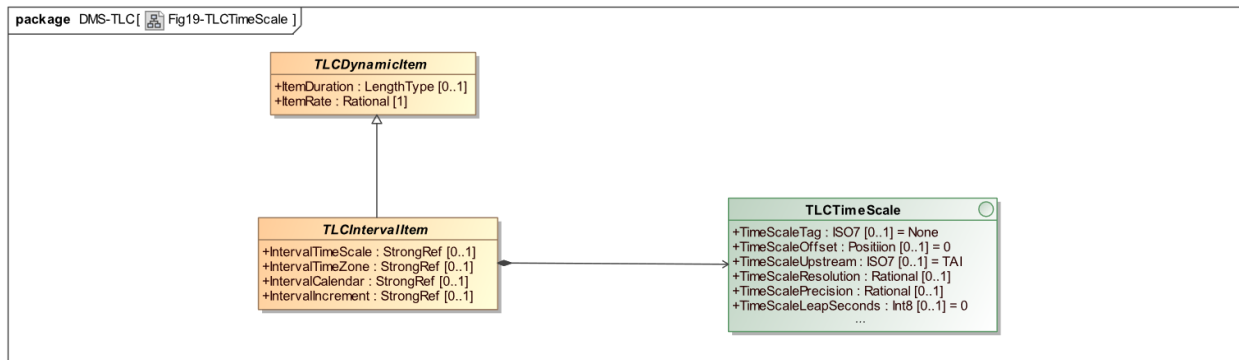 package DMS-TLC[ Fig19-TLCTimeScale ]
TLCDynamicItem
+ItemDuration : LengthType [0..1]
+ItemRate : Rational [1]
TLCIntervalItem
+IntervalTimeScale : StrongRef [0..1]
+IntervalTimeZone : StrongRef [0..1]
+IntervalCalendar : StrongRef [0..1]
+IntervalIncrement : StrongRef [0..1]
TLCTimeScale
+TimeScaleTag : ISO7 [0..1] = None
+TimeScaleOffset : Positiion [0..1] = 0
+TimeScaleUpstream : ISO7 [0..1] = TAI
+TimeScaleResolution : Rational [0..1]
+TimeScalePrecision : Rational [0..1]
+TimeScaleLeapSeconds : Int8 [0..1] = 0
...